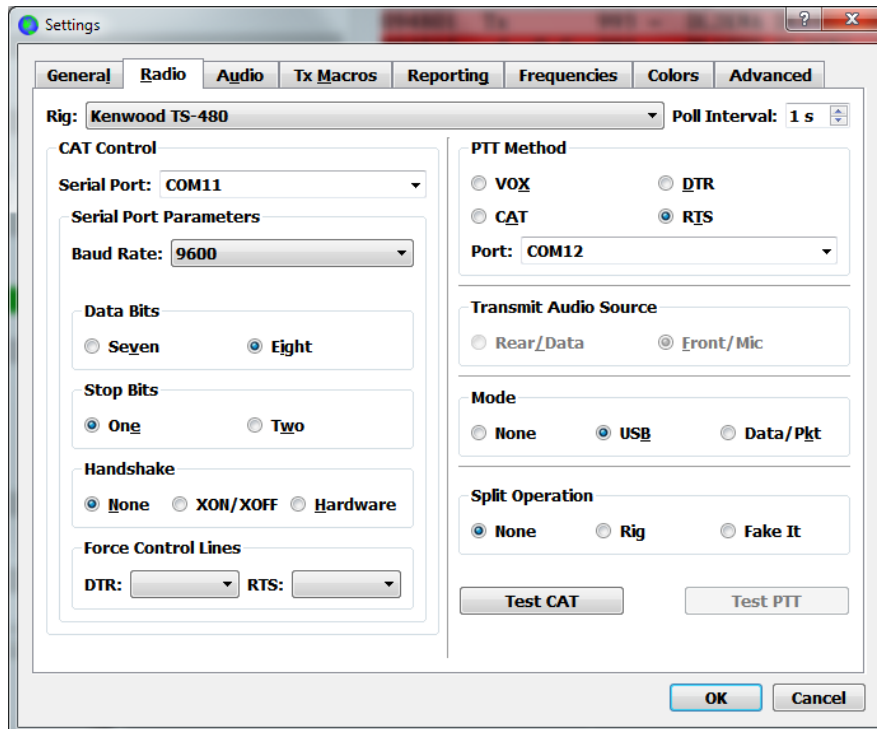 Settings
General Radio Audio Tx Macros Reporting Frequencies Colors Advanced
Rig: Kenwood TS-480 Poll Interval: 1 s
CAT Control
Serial Port: COM11
Serial Port Parameters
Baud Rate: 9600
Data Bits
Seven Eight
Stop Bits
One Two
Handshake
None XON/XOFF Hardware
Force Control Lines
DTR: RTS:
PTT Method
VOX DTR
CAT RTS
Port: COM12
Transmit Audio Source
Rear/Data Front/Mic
Mode
None USB Data/Pkt
Split Operation
None Rig Fake It
Test CAT Test PTT
OK Cancel